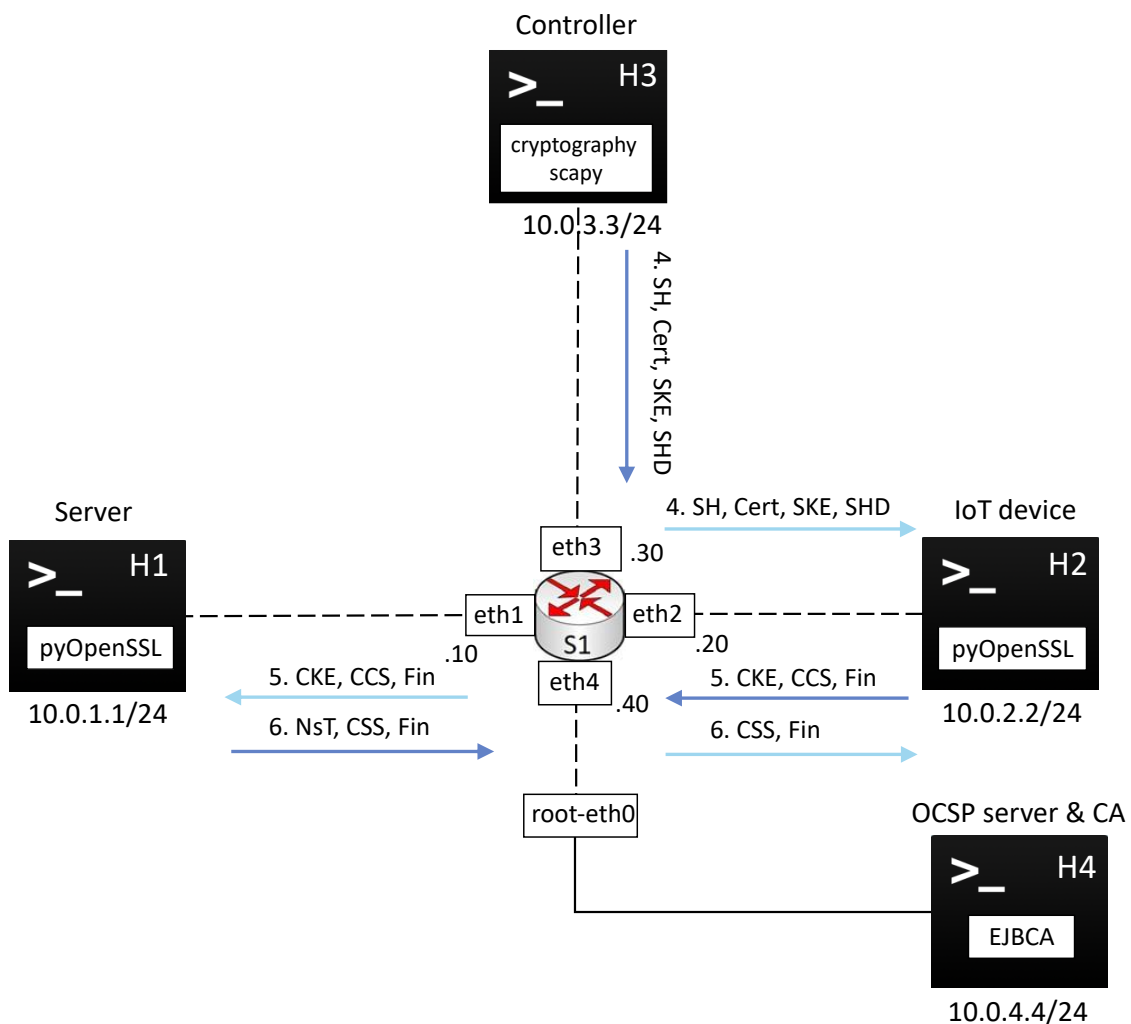 Controller
>_ H3
cryptography
scapy
10.0.3.3/24
4. SH, Cert, SKE, SHD
4. SH, Cert, SKE, SHD
Server
IoT device
>_ H1
pyOpenSSL
10.0.1.1/24
eth3 .30
eth1
eth2
S1
.10
.20
eth4
.40
>_ H2
pyOpenSSL
10.0.2.2/24
5. CKE, CCS, Fin
5. CKE, CCS, Fin
6. NsT, CSS, Fin
6. CSS, Fin
root-eth0
OCSP server & CA
>_ H4
EJBCA
10.0.4.4/24